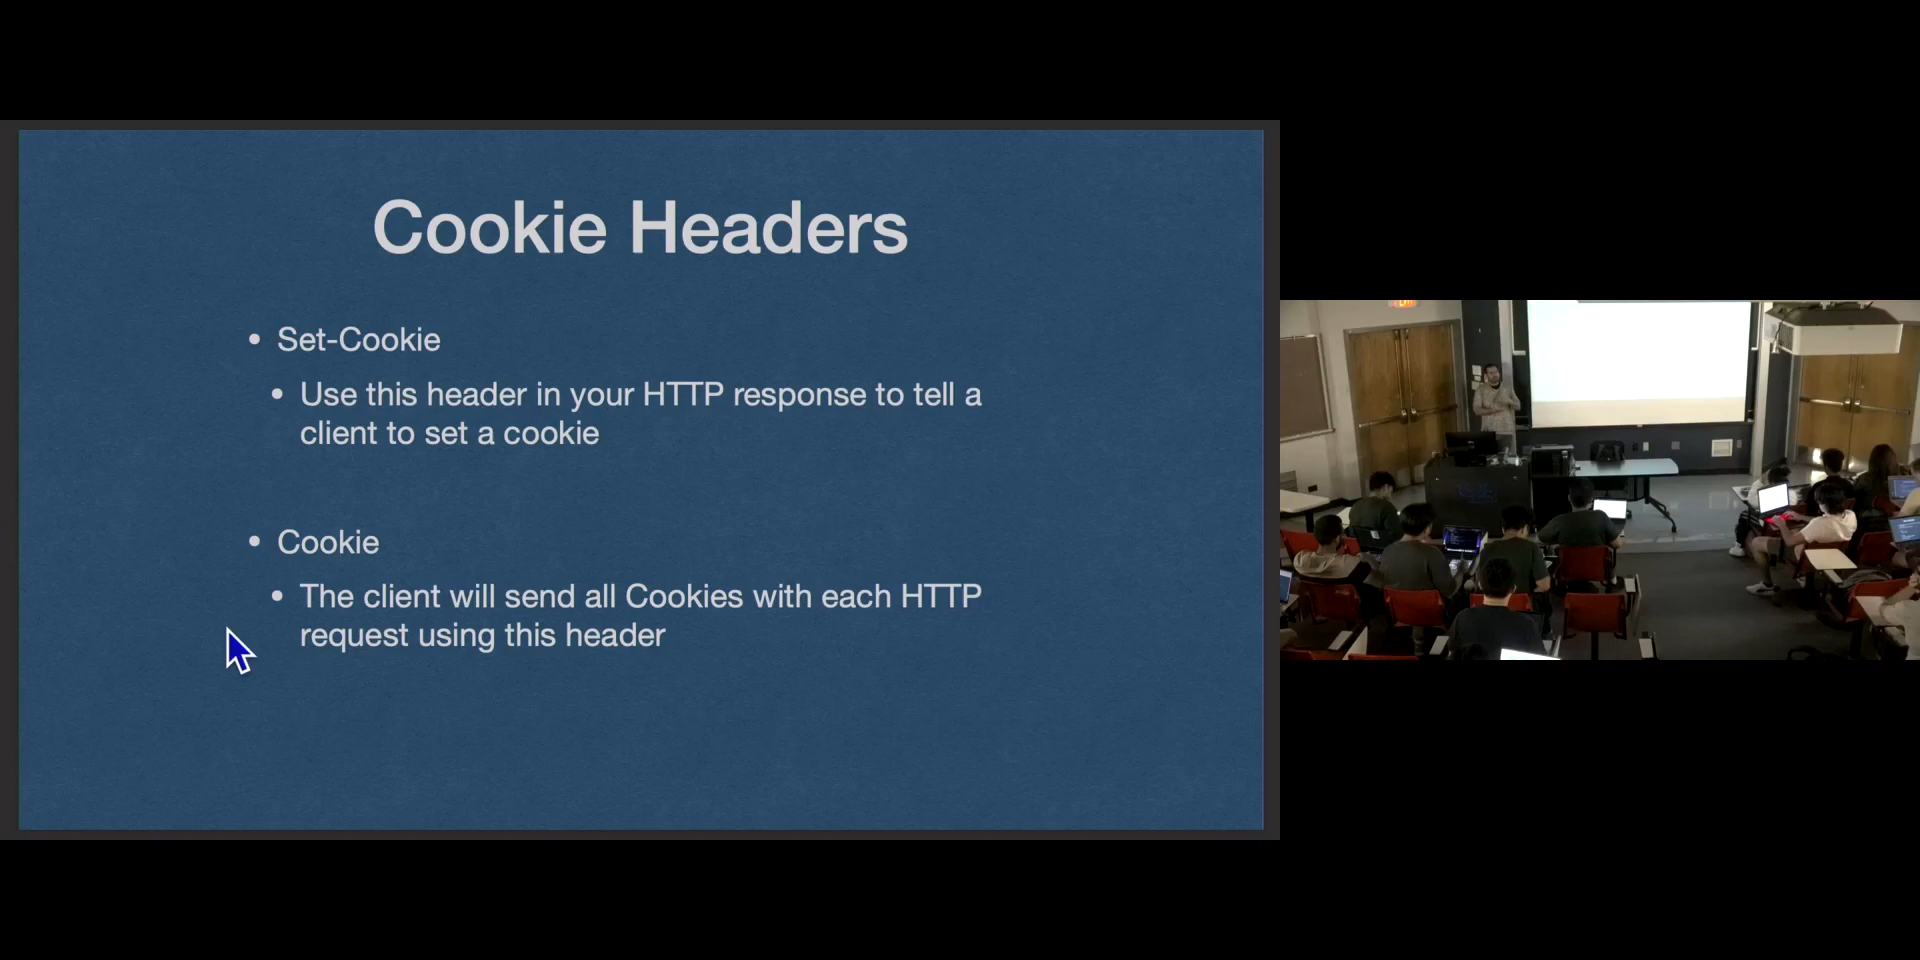 Cookie Headers
• Set-Cookie
• Use this header in your HTTP response to tell a
client to set a cookie
• Cookie
• The client will send all Cookies with each HTTP
request using this header